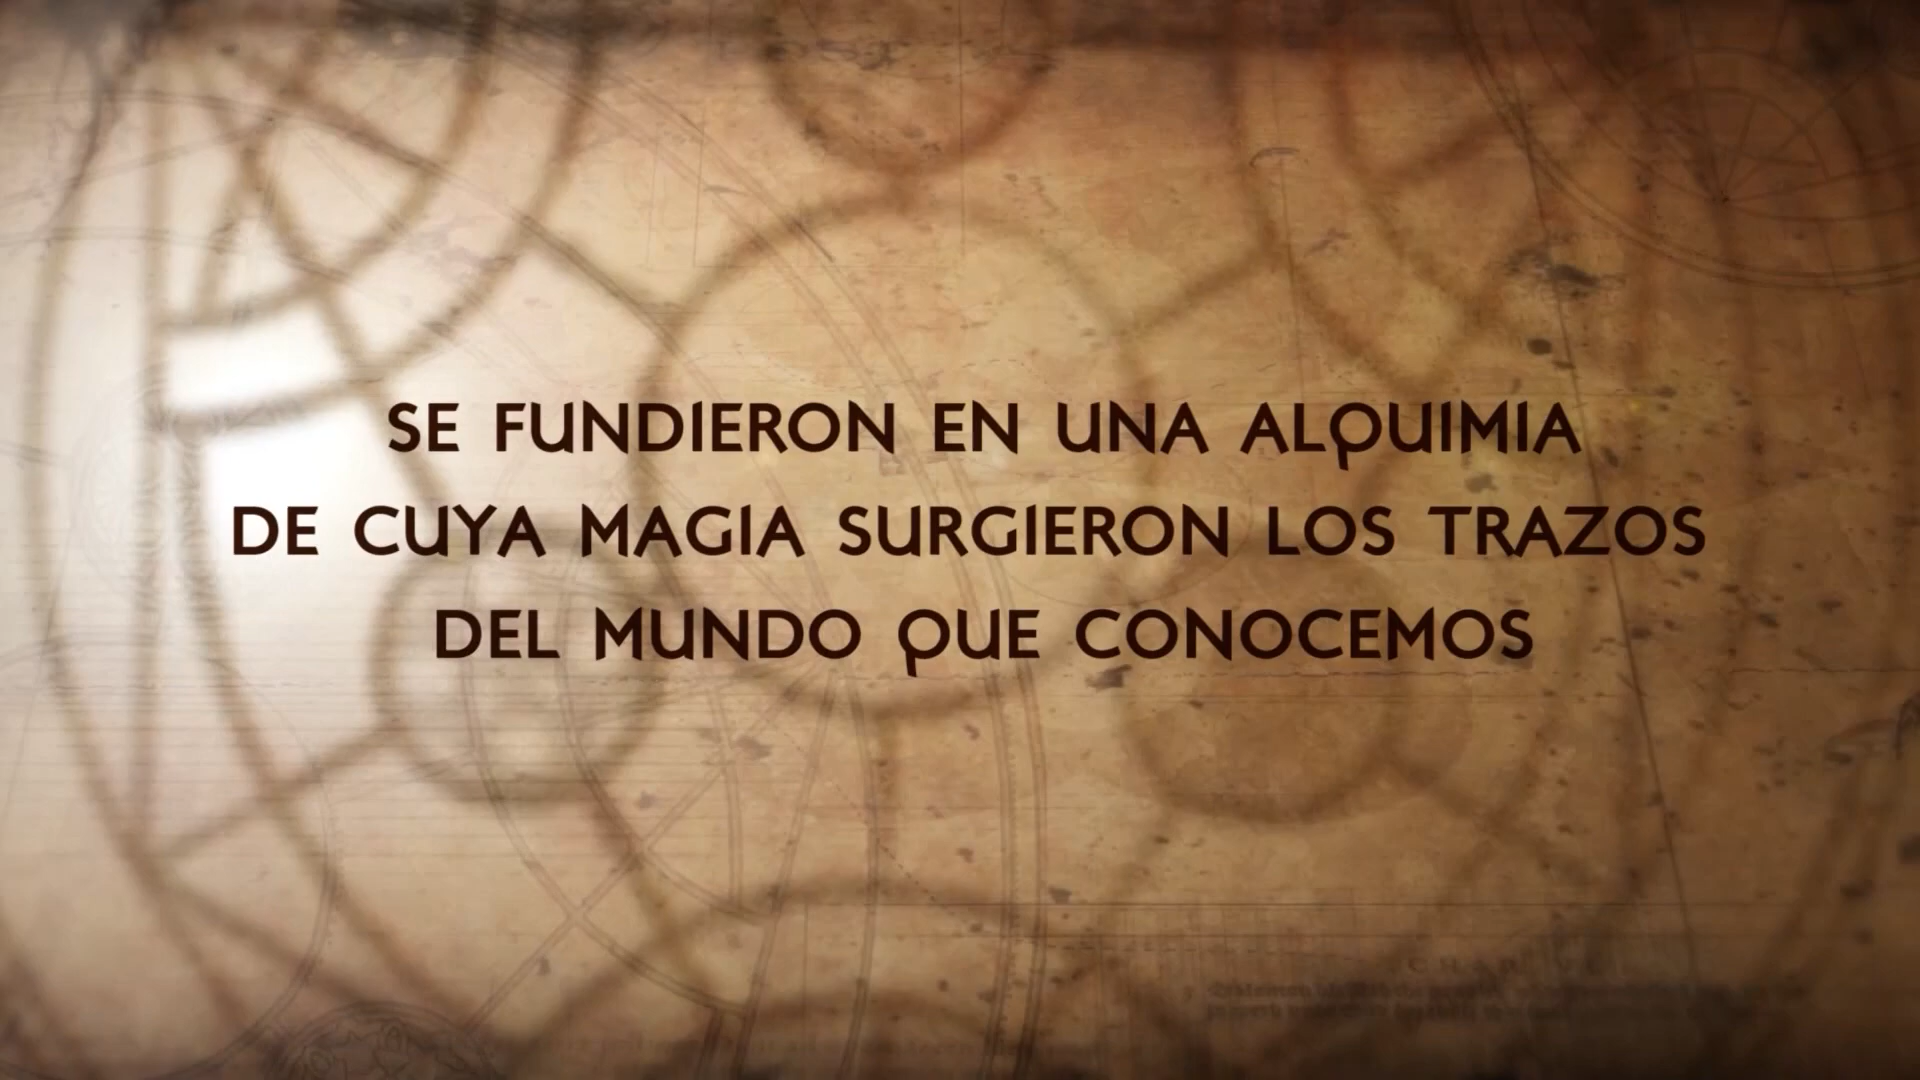 SE FUNDIERON EN UNA ALQUIMIA
DE CUYA MAGIA SURGIERON LOS TRAZOS
DEL MUNDO QUE CONOCEMOS